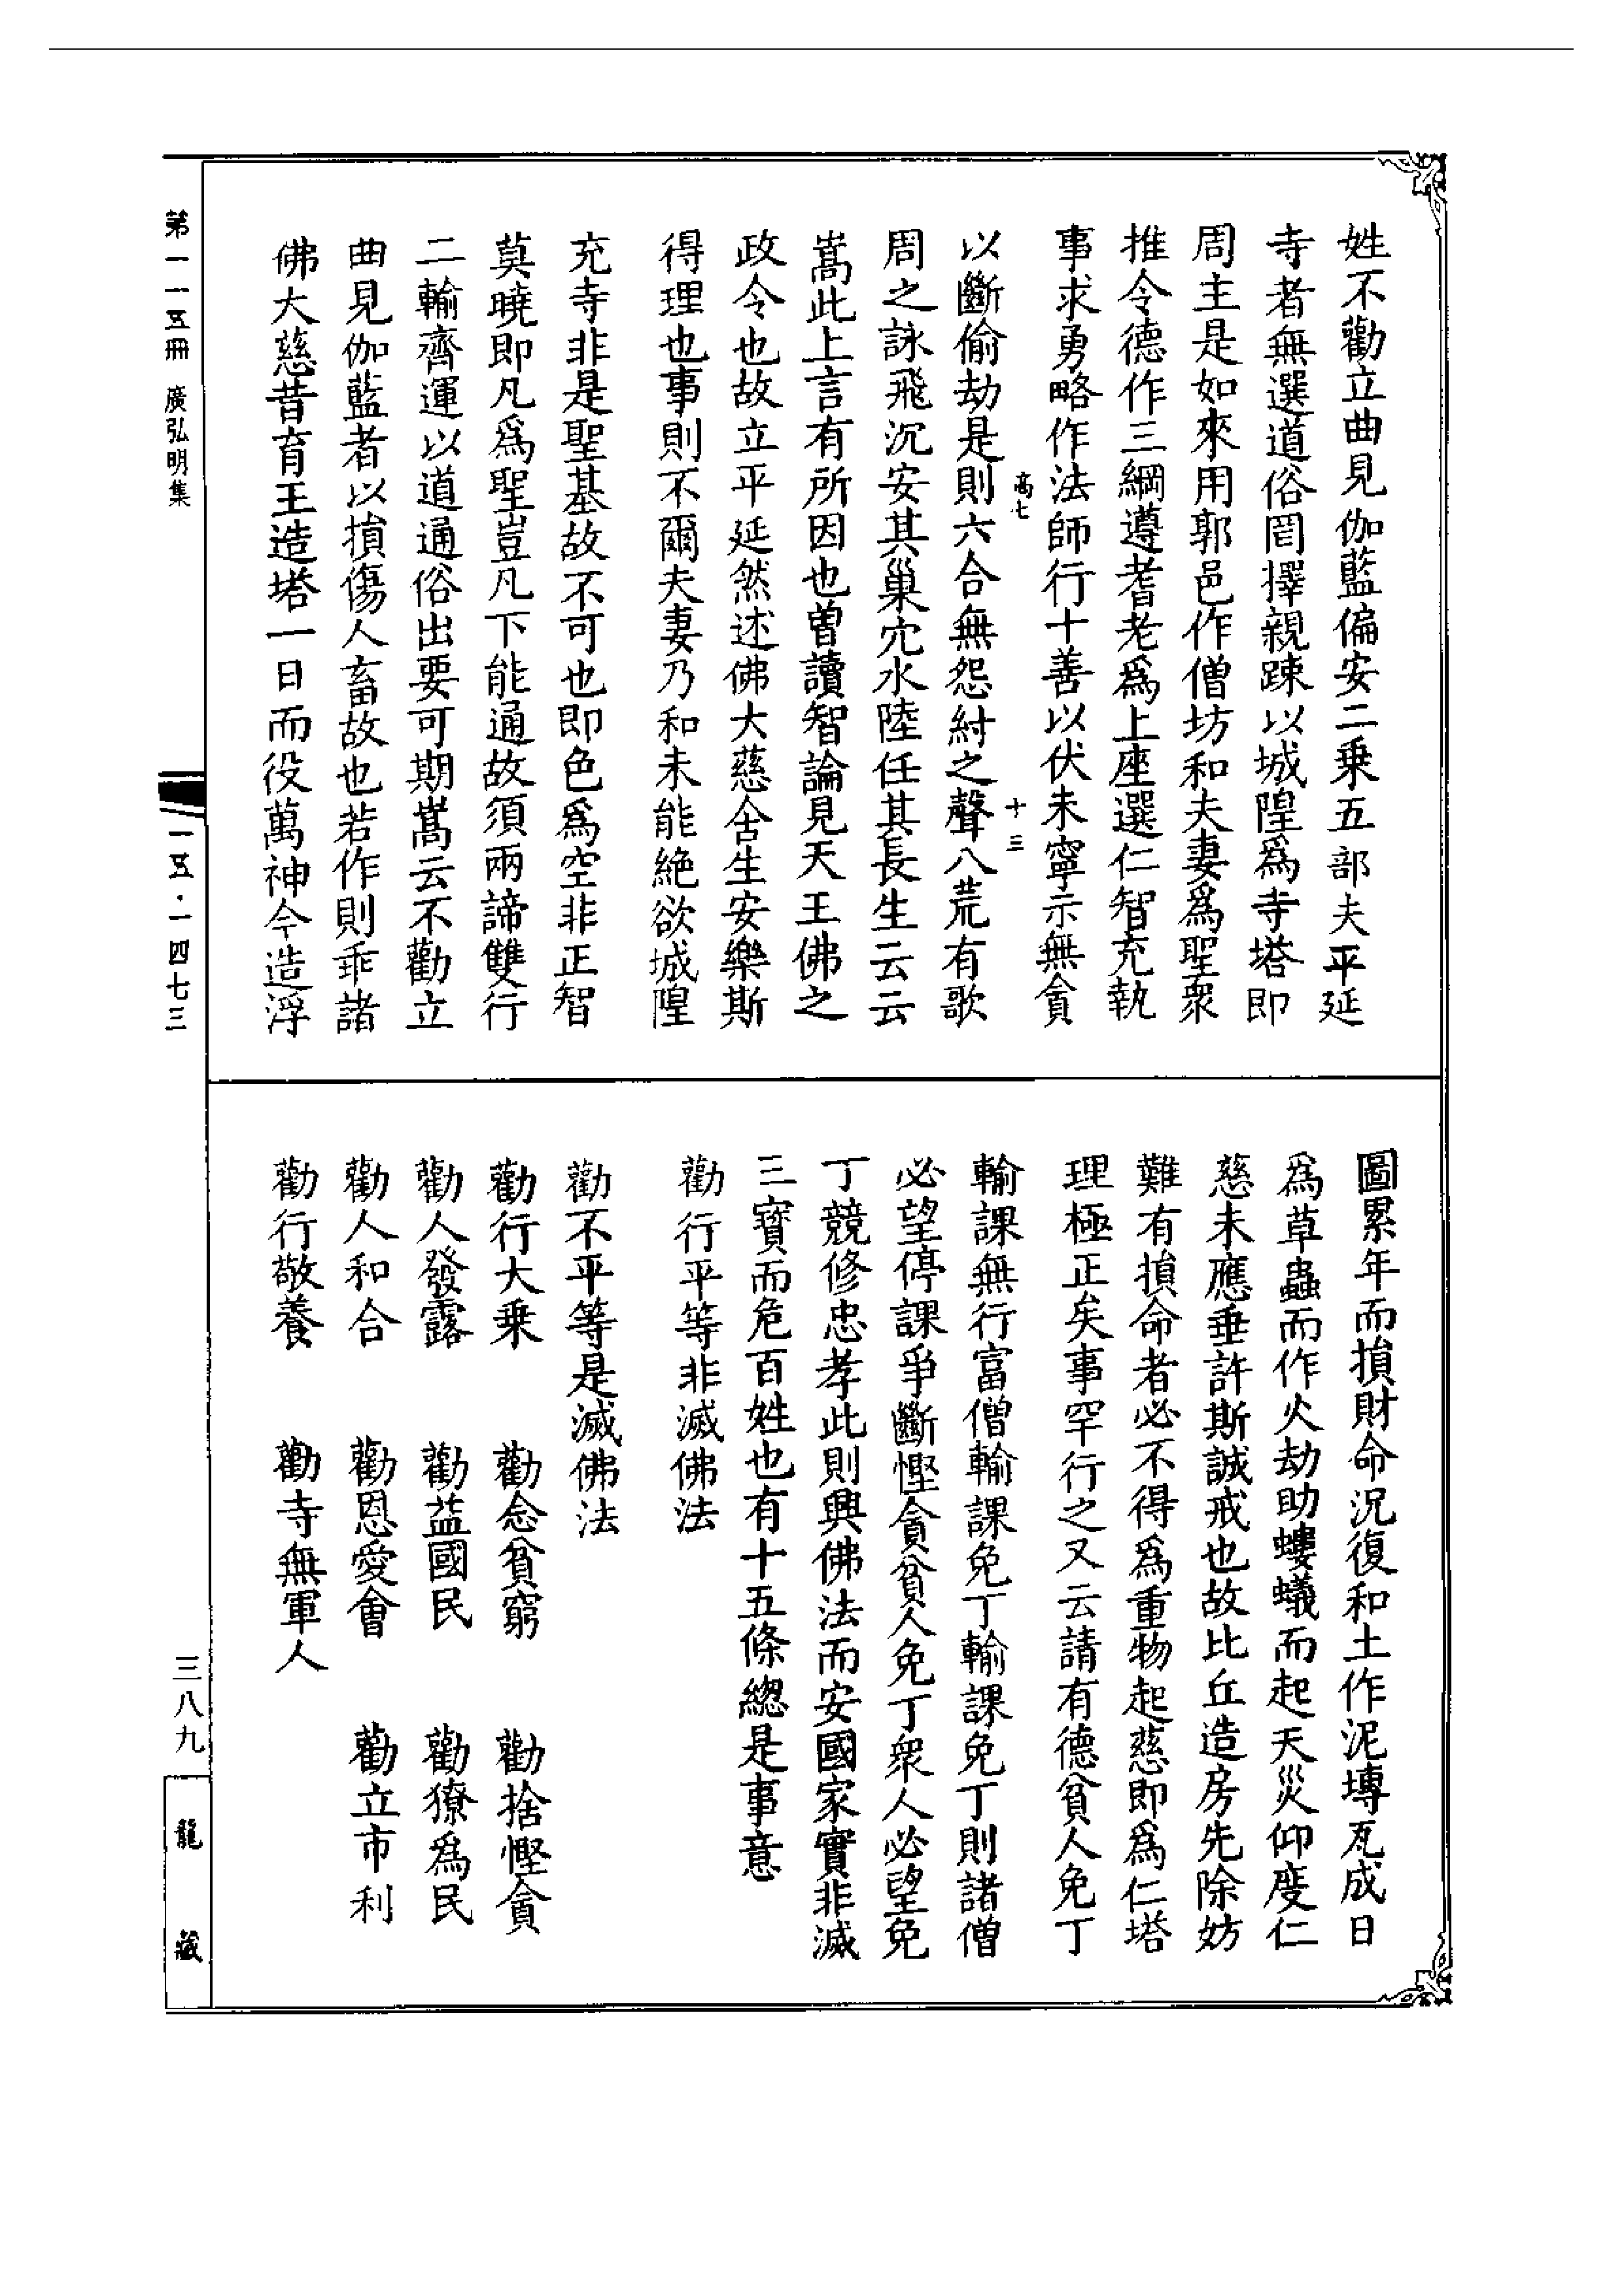 姓不勸立曲見伽藍偏安二乗五部夫平延
寺者無選道俗罔擇親踈以城隍爲寺塔即
周主是如來用郭邑作僧坊和夫妻爲聖衆
推令德作三綱遵耆老爲上座選仁智充執
事求勇略作法師行十善以伏未寧示無貪
高七
十三
以斷偷劫是則六合無怨紂之聲八荒有歌
周之詠飛沉安其巢穴水陸任其長生云云
嵩此上言有所因也曽讀智論見天王佛之
政令也故立平延然述佛大慈含生安樂斯
得理也事則不爾夫妻乃和未能絶欲城隍
充寺非是聖基故不可也即色爲空非正智
莫曉即凡爲聖豈凡下能通故須兩諦雙行
二輪齊運以道通俗出要可期嵩云不勸立
曲見伽藍者以損傷人畜故也若作則乖諸
佛大慈昔育王造塔一日而役萬神今造浮
圖累年而損財命況復和土作泥塼瓦成日
爲草蟲而作火劫助螻蟻而起天災仰度仁
慈未應垂許斯誠戒也故比丘造房先除妨
難有損命者必不得爲重物起慈即爲仁塔
理極正矣事罕行之又云請有德貧人免丁
輸課無行富僧輸課免丁輸課免丁則諸僧
必望停課爭斷慳貪貧人免丁衆人必望免
丁競修忠孝此則興佛法而安國家實非滅
三寳而危百姓也有十五條緫是事意
勸行平等非滅佛法
勸不平等是滅佛法
勸行大乗 勸念貧窮 勸捨慳貪
勸人發露 勸益國民 勸獠爲民
勸人和合 勸恩愛會 勸立市利
勸行敬養 勸寺無軍人
第一一五冊 廣弘明集
一五·一四七三
三八九
龍藏